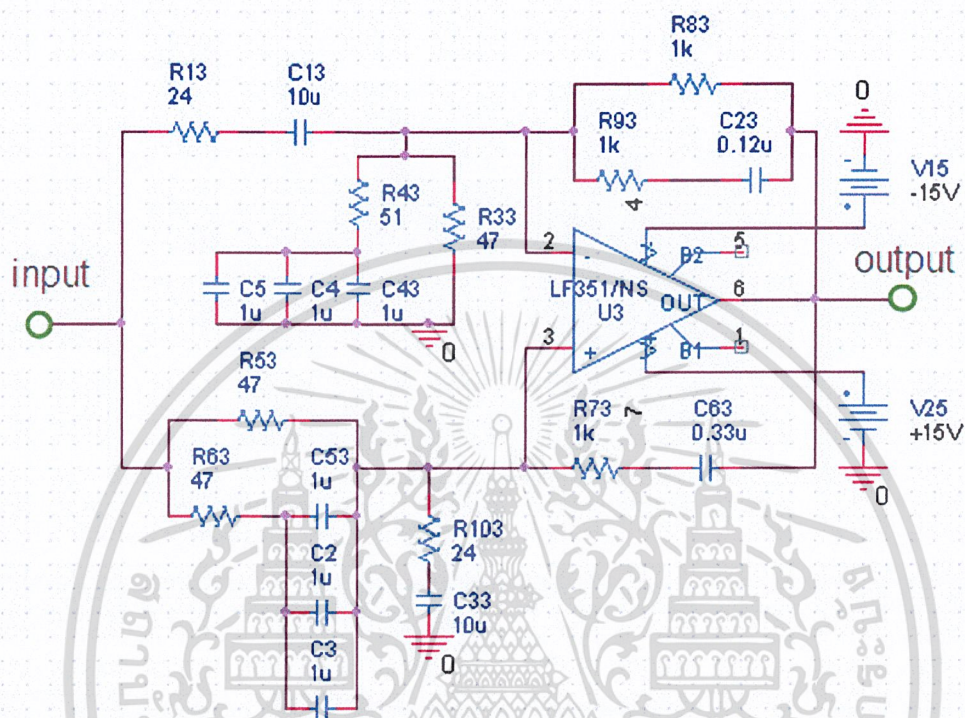 R83
1k
R13
24
C13
10u
0
R93
1k
C23
0.12u
V15
-15V
4
R43
51
R33
47
2
5
B2
input
output
C5
1u
C4
1u
C43
1u
-
LF351/NS
U3
OUT
6
0
3
+
B1
1
R53
47
R73
1k
7
C63
0.33u
V25
+15V
R63
47
C53
1u
0
R103
24
C2
1u
C33
10u
C3
1u
0